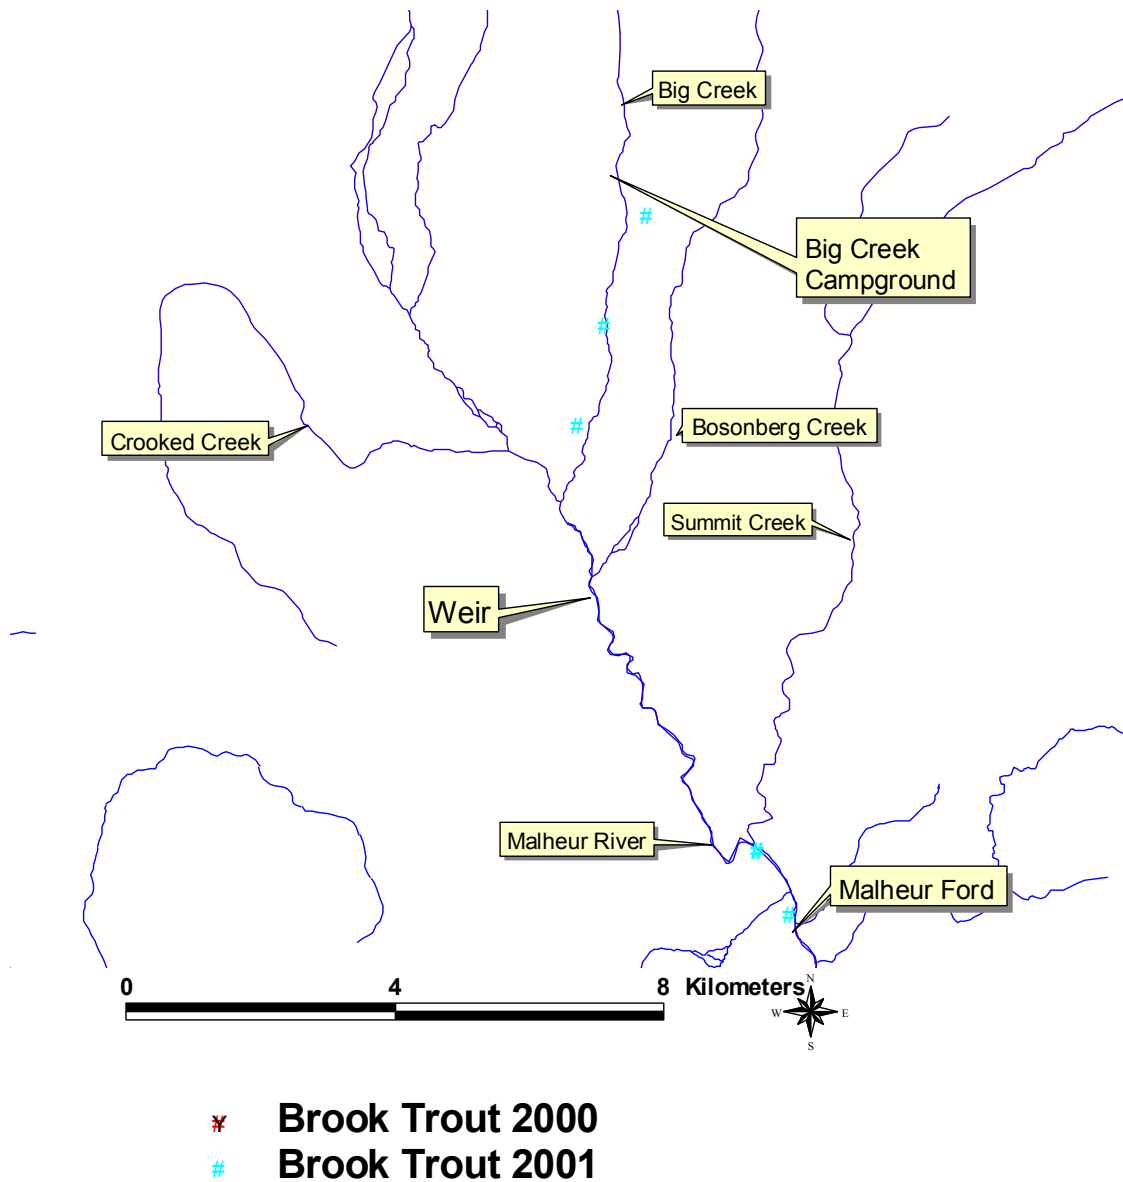 Big Creek
#
Big Creek
Campground
#
#
Crooked Creek
Bosonberg Creek
Summit Creek
Weir
Malheur River
#
Malheur Ford
#
0 4 8 Kilometers
N
W E
S
# Brook Trout 2000
# Brook Trout 2001